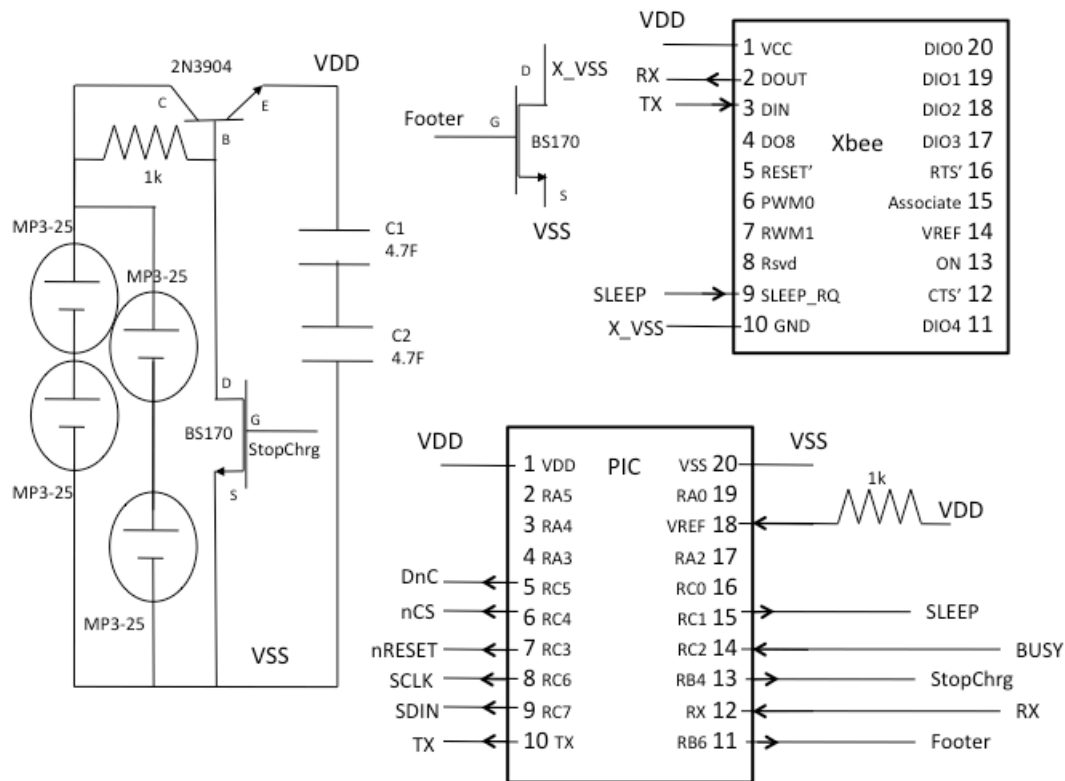 2N3904
VDD
C
E
B
1k
MP3-25
MP3-25
MP3-25
MP3-25
C1
4.7F
C2
4.7F
D
BS170
G
StopChrg
S
VSS
D
X_VSS
Footer
G
BS170
S
VSS
VDD
RX
TX
SLEEP
X_VSS
Xbee
1 VCC
2 DOUT
3 DIN
4 DO8
5 RESET'
6 PWM0
7 RWM1
8 Rsvd
9 SLEEP_RQ
10 GND
DIO0 20
DIO1 19
DIO2 18
DIO3 17
RTS' 16
Associate 15
VREF 14
ON 13
CTS' 12
DIO4 11
VDD
DnC
nCS
nRESET
SCLK
SDIN
TX
PIC
1 VDD
2 RA5
3 RA4
4 RA3
5 RC5
6 RC4
7 RC3
8 RC6
9 RC7
10 TX
VSS 20
RA0 19
VREF 18
RA2 17
RC0 16
RC1 15
RC2 14
RB4 13
RX 12
RB6 11
VSS
1k
VDD
SLEEP
BUSY
StopChrg
RX
Footer